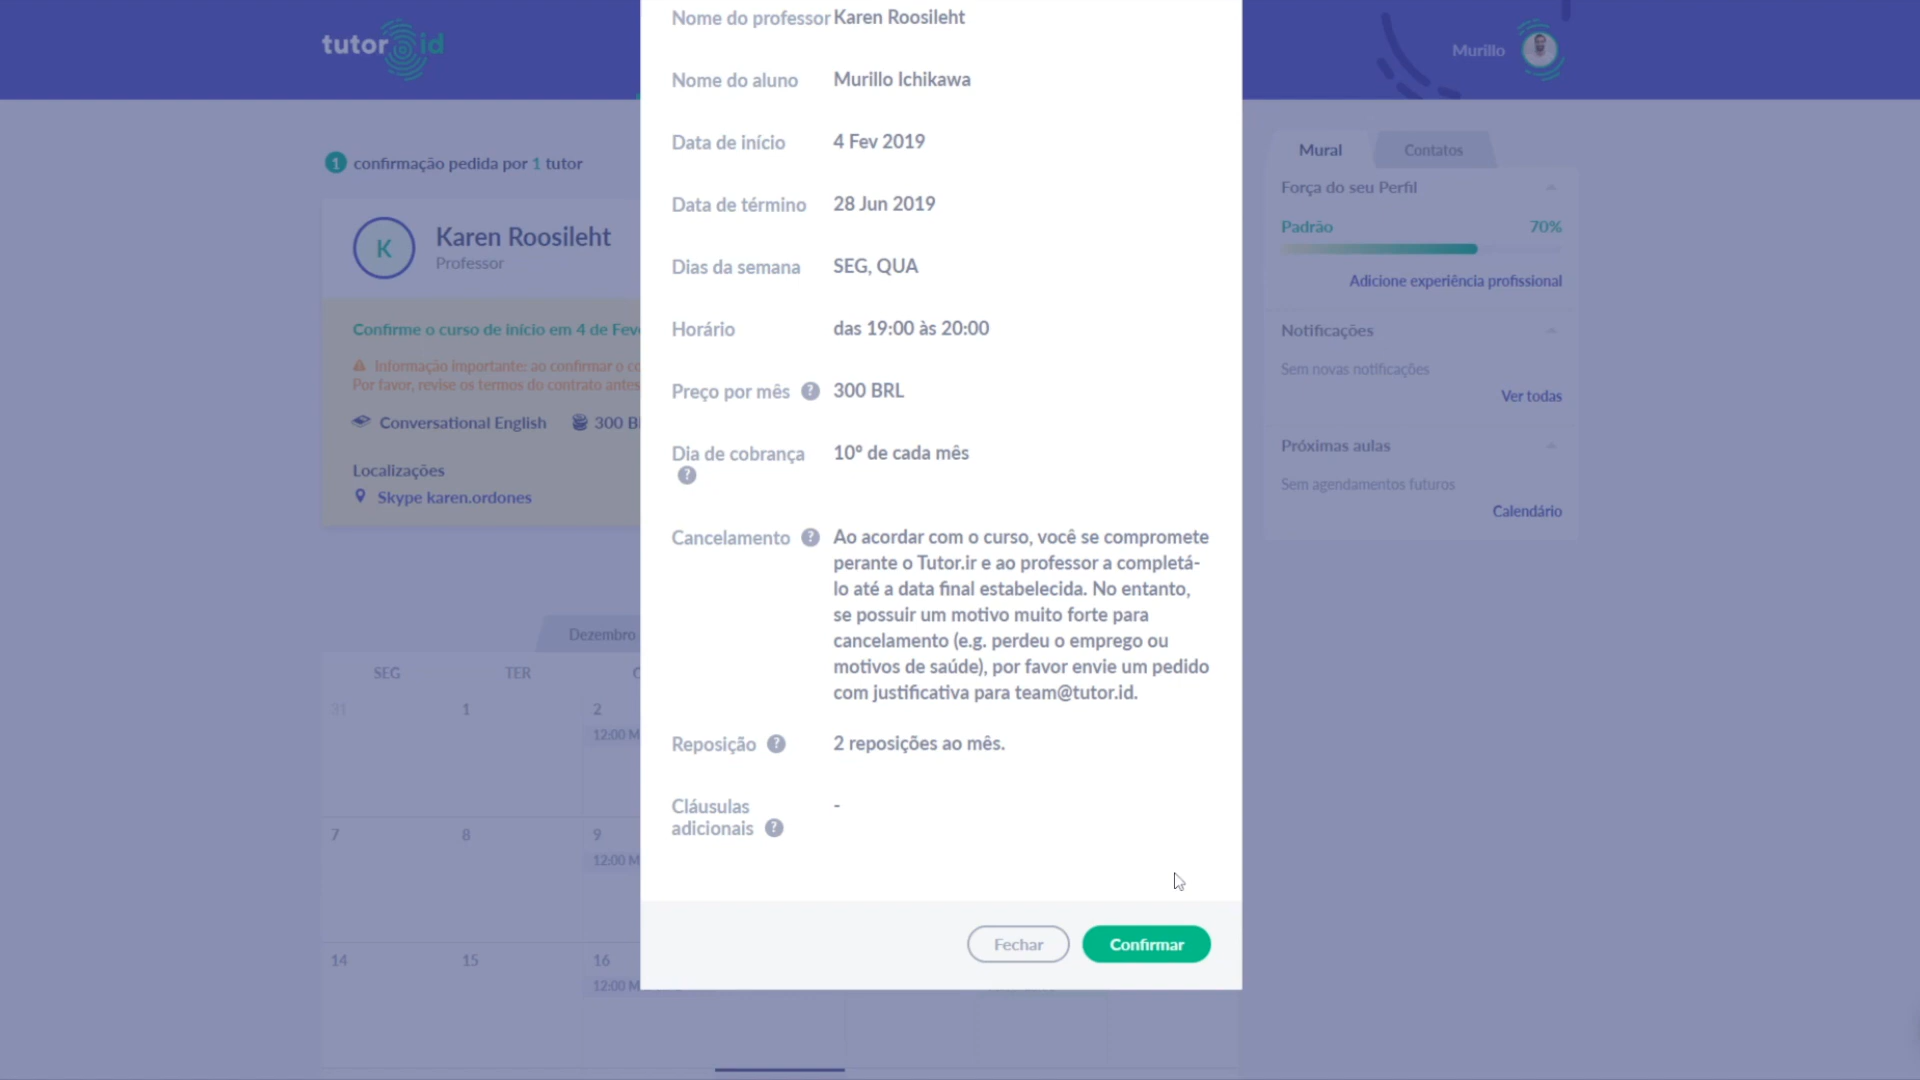 tutor id
Murillo
1 confirmação pedida por 1 tutor
K
Karen Roosileht
Professor
Confirme o curso de início em 4 de
Informação importante: ao confirmar o
Por favor, revise os termos do contrato antes
Conversational English 300
Localizações
Skype karen.ordones
Dezembro
SEG TER
31 1 2
12:00
7 8 9
12:00
14 15 16
12:00
Nome do professor Karen Roosileht
Nome do aluno Murillo Ichikawa
Data de início 4 Fev 2019
Data de término 28 Jun 2019
Dias da semana SEG, QUA
Horário das 19:00 às 20:00
Preço por mês ? 300 BRL
Dia de cobrança 10º de cada mês
?
Cancelamento ? Ao acordar com o curso, você se compromete
perante o Tutor.ir e ao professor a completá-
lo até a data final estabelecida. No entanto,
se possuir um motivo muito forte para
cancelamento (e.g. perdeu o emprego ou
motivos de saúde), por favor envie um pedido
com justificativa para team@tutor.id.
Reposição ? 2 reposições ao mês.
Cláusulas -
adicionais ?
Fechar Confirmar
Mural Contatos
Força do seu Perfil
Padrão 70%
Adicione experiência profissional
Notificações
Sem novas notificações
Ver todas
Próximas aulas
Sem agendamentos futuros
Calendário